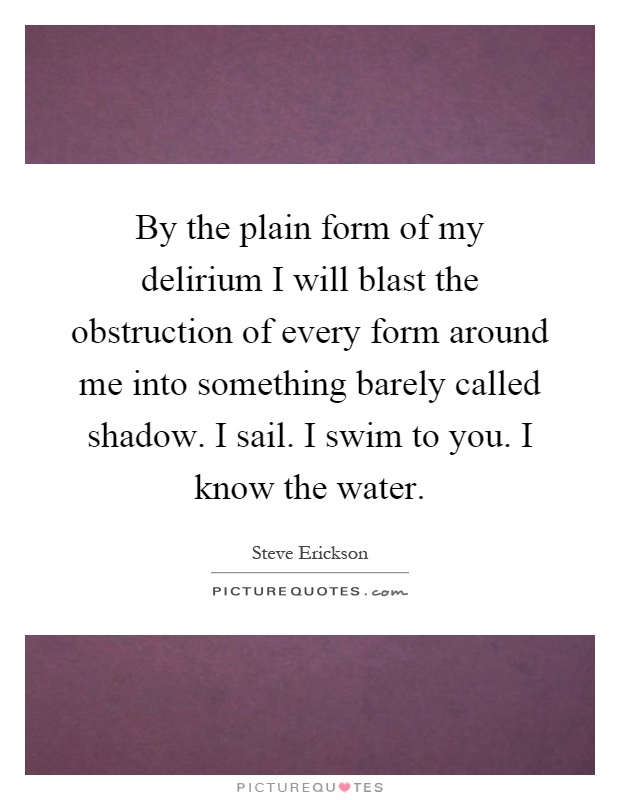 By the plain form of my
delirium I will blast the
obstruction of every form around
me into something barely called
shadow. I sail. I swim to you. I
know the water.
Steve Erickson
PICTUREQUOTES.com
PICTUREQUOTES